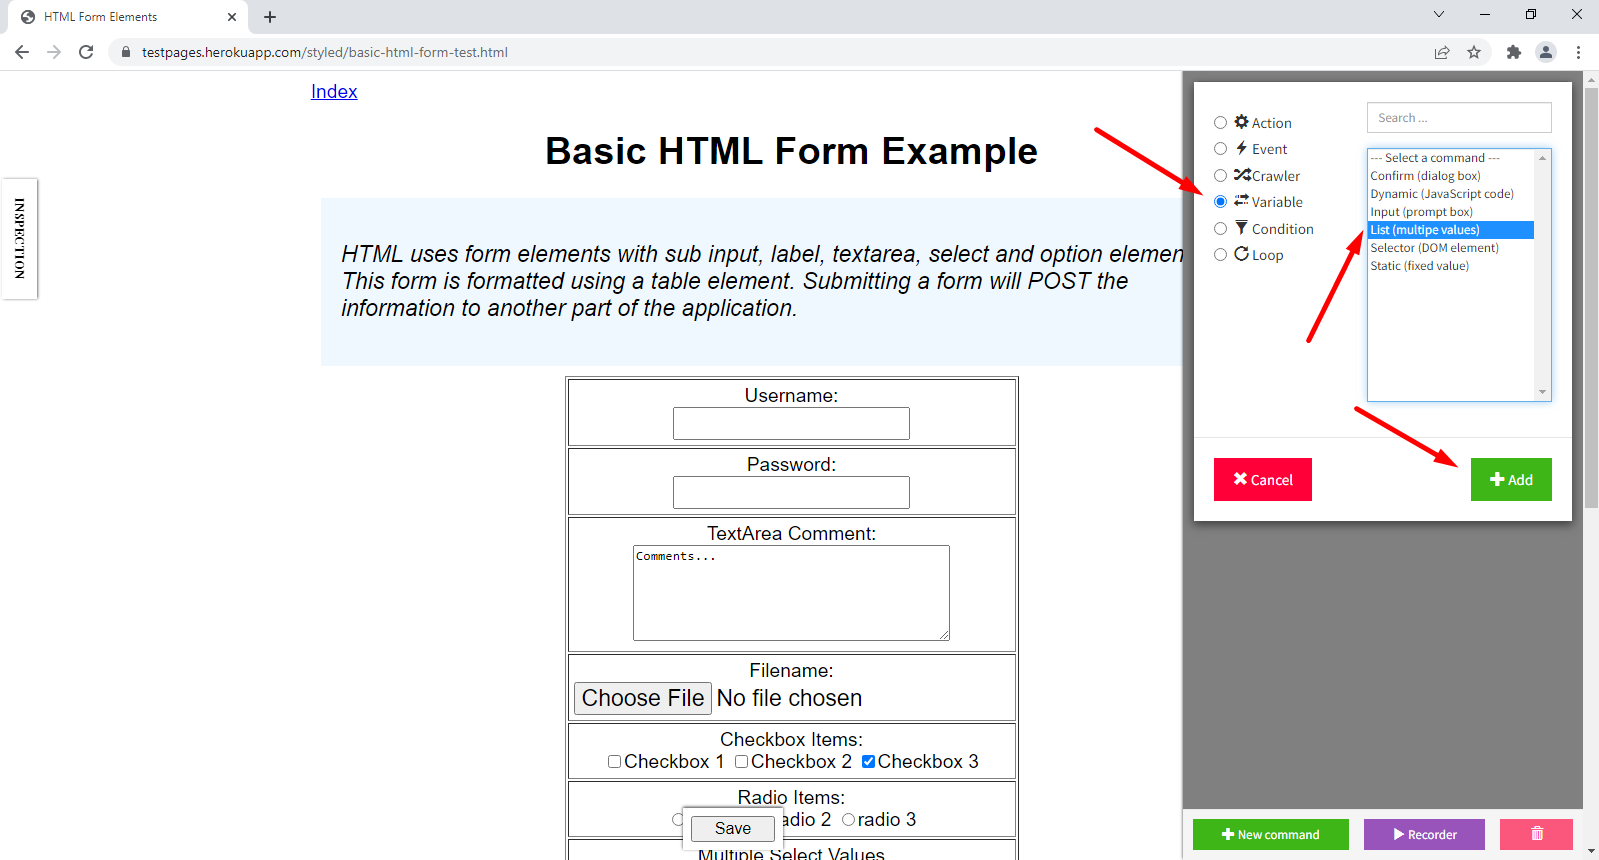 HTML Form Elements
testpages.herokuapp.com/styled/basic-html-form-test.html
Index
Basic HTML Form Example
INSPECTION
HTML uses form elements with sub input, label, textarea, select and option elemen
This form is formatted using a table element. Submitting a form will POST the
information to another part of the application.
Username:
Password:
TextArea Comment:
Comments...
Filename:
Choose File No file chosen
Checkbox Items:
Checkbox 1 Checkbox 2 Checkbox 3
Radio Items:
adio 2 radio 3
Save
Multiple Select Values
Action
Event
Crawler
Variable
Condition
Loop
Search ...
--- Select a command ---
Confirm (dialog box)
Dynamic (JavaScript code)
Input (prompt box)
List (multipe values)
Selector (DOM element)
Static (fixed value)
Cancel
Add
New command
Recorder